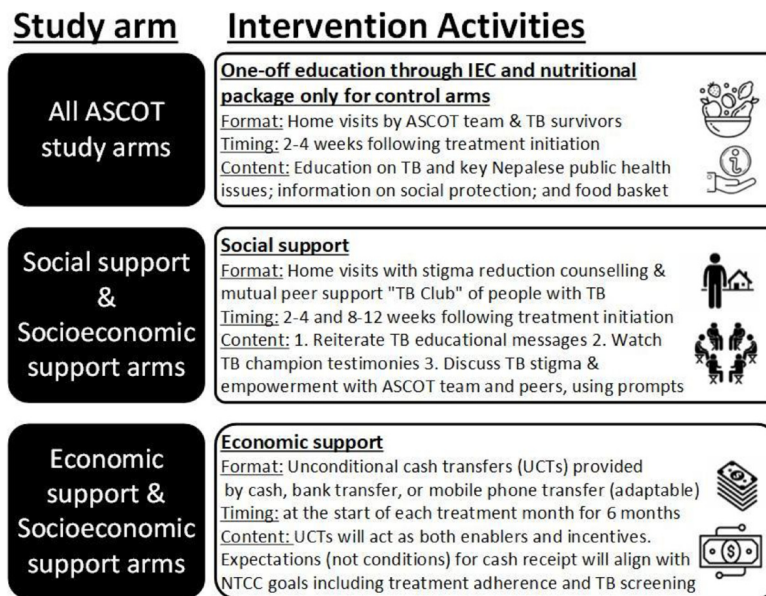 Study arm
Intervention Activities
All ASCOT
study arms
One-off education through IEC and nutritional
package only for control arms
Format: Home visits by ASCOT team & TB survivors
Timing: 2-4 weeks following treatment initiation
Content: Education on TB and key Nepalese public health
issues; information on social protection; and food basket
Social support
&
Socioeconomic
support arms
Social support
Format: Home visits with stigma reduction counselling &
mutual peer support "TB Club" of people with TB
Timing: 2-4 and 8-12 weeks following treatment initiation
Content: 1. Reiterate TB educational messages 2. Watch
TB champion testimonies 3. Discuss TB stigma &
empowerment with ASCOT team and peers, using prompts
Economic
support &
Socioeconomic
support arms
Economic support
Format: Unconditional cash transfers (UCTs) provided
by cash, bank transfer, or mobile phone transfer (adaptable)
Timing: at the start of each treatment month for 6 months
Content: UCTs will act as both enablers and incentives.
Expectations (not conditions) for cash receipt will align with
NTCC goals including treatment adherence and TB screening